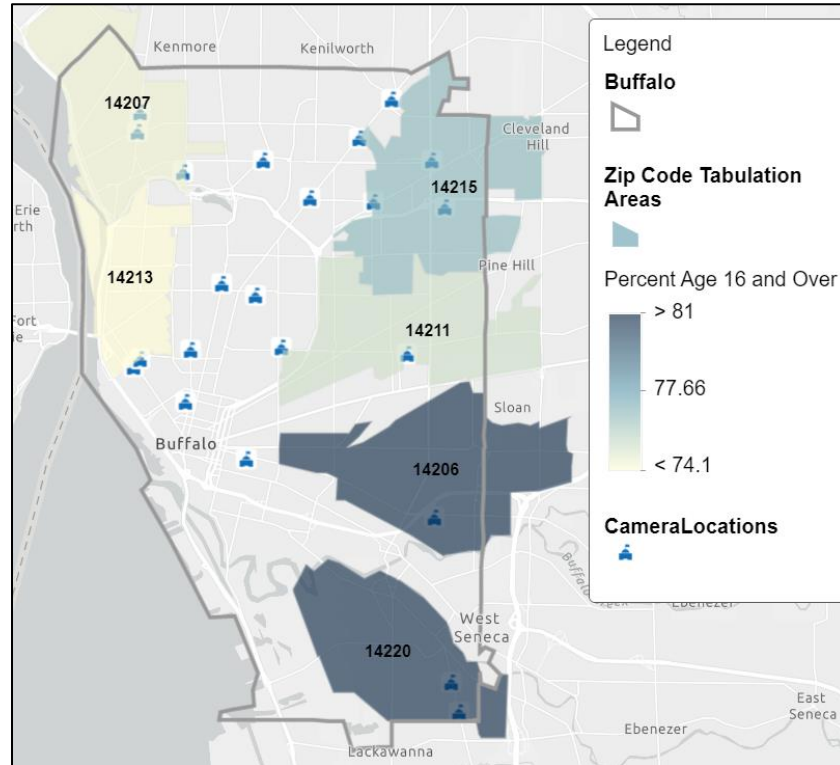 Kenmore
Kenilworth
14207
Cleveland
Hill
14215
Erie
rth
Pine Hill
14213
14211
Fort
ie
Sloan
Buffalo
14206
Buffalo
West
Seneca
14220
Ebenezer
East
Seneca
Ebenezer
Lackawanna
Legend
Buffalo
Zip Code Tabulation
Areas
Percent Age 16 and Over
> 81
77.66
< 74.1
CameraLocations